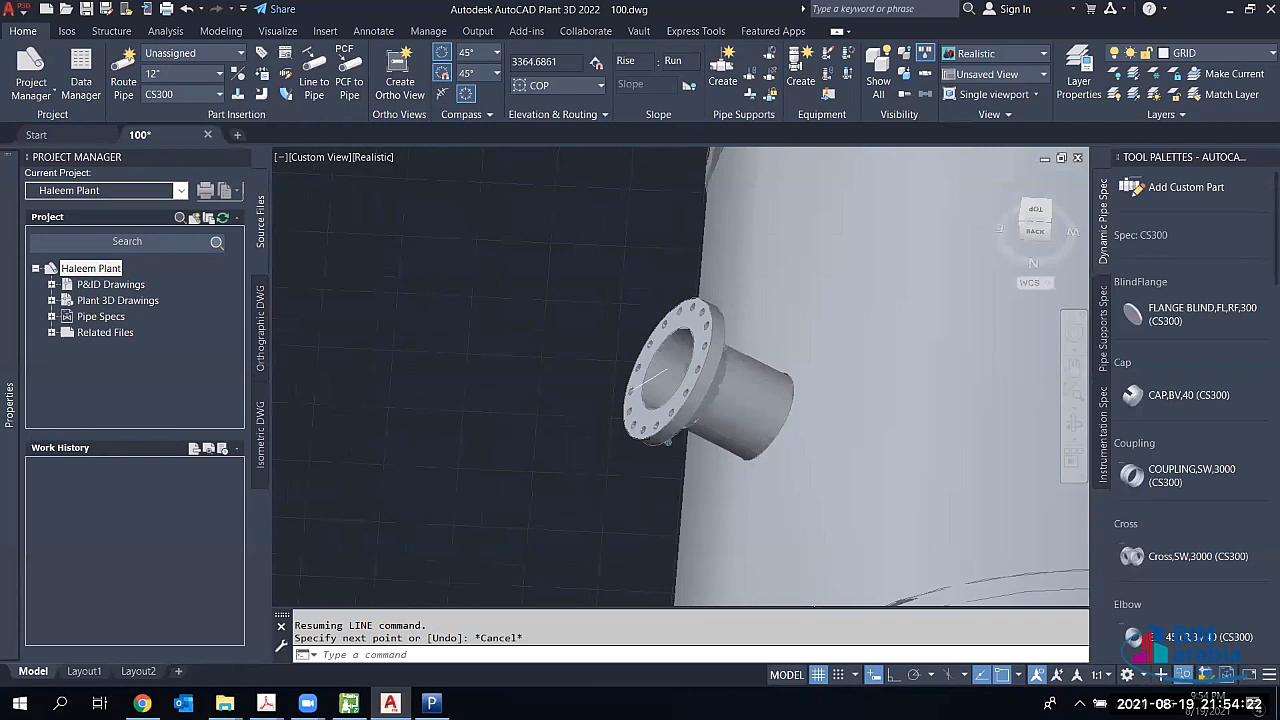 Share
Autodesk AutoCAD Plant 3D 2022 100.dwg
Type a keyword or phrase
Sign In
Home Isos Structure Analysis Modeling Visualize Insert Annotate Manage Output Add-ins Collaborate Vault Express Tools Featured Apps
Project Manager
Data Manager
Project
Route Pipe
Unassigned
12"
CS300
Line to Pipe
PCF to Pipe
Part Insertion
Create Ortho View
Ortho Views
45°
45°
Compass
3364.6861
COP
Elevation & Routing
Rise : Run
Slope
Slope
Create
Pipe Supports
Create
Equipment
Show All
Visibility
Realistic
Unsaved View
Single viewport
View
Layer Properties
GRID
Make Current
Match Layer
Layers
Start
100*
PROJECT MANAGER
Current Project:
Haleem Plant
Project
Search
Haleem Plant
P&ID Drawings
Plant 3D Drawings
Pipe Specs
Related Files
Work History
Properties
Source Files
Orthographic DWG
Isometric DWG
[−][Custom View][Realistic]
TOP
BACK
E
W
N
WCS
Resuming LINE command.
Specify next point or [Undo]: *Cancel*
Type a command
TOOL PALETTES - AUTOCA...
Dynamic Pipe Spec
Pipe Supports Spec
Instrumentation Spec
Add Custom Part
Spec: CS300
BlindFlange
FLANGE BLIND,FL,RF,300
(CS300)
Cap
CAP,BV,40 (CS300)
Coupling
COUPLING,SW,3000
(CS300)
Cross
Cross,SW,3000 (CS300)
Elbow
(CS300)
BIM
arabia
Model Layout1 Layout2
MODEL
1:1
9:54 PM
2021-08-19 21:54:22